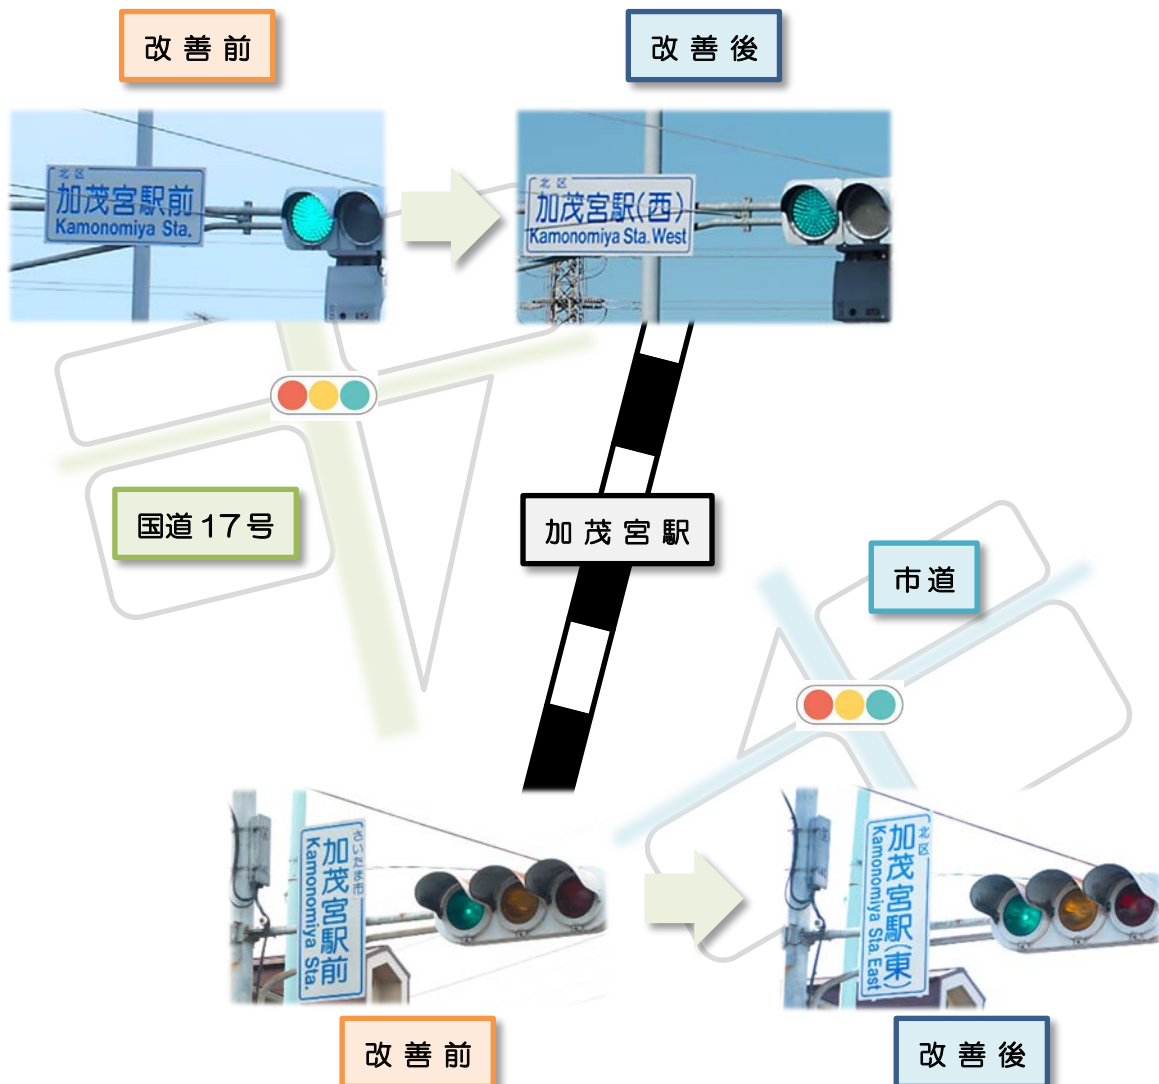 改善前
改善後
北区
加茂宮駅前
Kamonomiya Sta.
北区
加茂宮駅(西)
Kamonomiya Sta. West
国道17号
加茂宮駅
市道
さいたま市
加茂宮駅前
Kamonomiya Sta.
北区
加茂宮駅(東)
Kamonomiya Sta. East
改善前
改善後